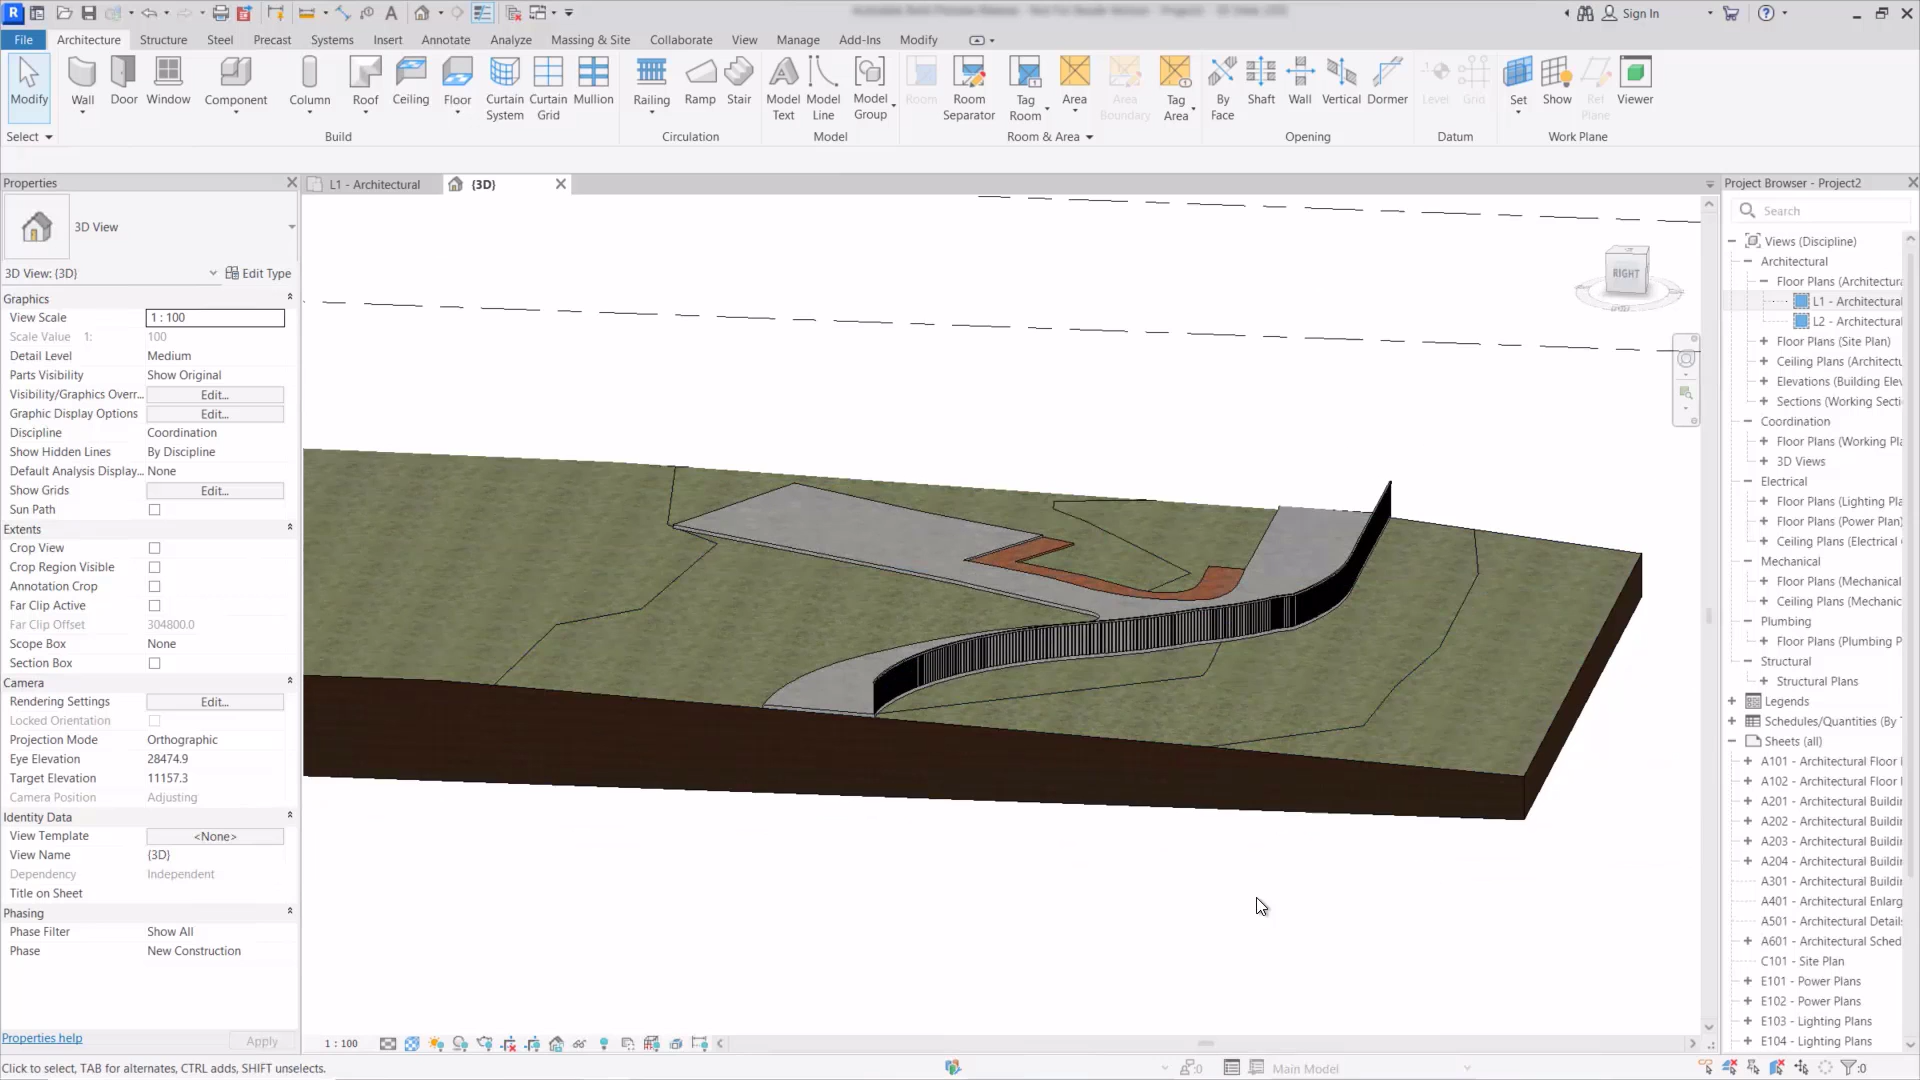 Sign In
File Architecture Structure Steel Precast Systems Insert Annotate Analyze Massing & Site Collaborate View Manage Add-Ins Modify
Modify Wall Door Window Component Column Roof Ceiling Floor Curtain System Curtain Grid Mullion Railing Ramp Stair Model Text Model Line Model Group Room Room Separator Tag Room Area Area Boundary Tag Area By Face Shaft Wall Vertical Dormer Level Grid Set Show Ref Plane Viewer
Select Build Circulation Model Room & Area Opening Datum Work Plane
Properties
3D View
3D View: {3D}
Edit Type
Graphics
View Scale 1 : 100
Scale Value 1: 100
Detail Level Medium
Parts Visibility Show Original
Visibility/Graphics Overr... Edit...
Graphic Display Options Edit...
Discipline Coordination
Show Hidden Lines By Discipline
Default Analysis Display... None
Show Grids Edit...
Sun Path
Extents
Crop View
Crop Region Visible
Annotation Crop
Far Clip Active
Far Clip Offset 304800.0
Scope Box None
Section Box
Camera
Rendering Settings Edit...
Locked Orientation
Projection Mode Orthographic
Eye Elevation 28474.9
Target Elevation 11157.3
Camera Position Adjusting
Identity Data
View Template <None>
View Name {3D}
Dependency Independent
Title on Sheet
Phasing
Phase Filter Show All
Phase New Construction
Properties help
Apply
L1 - Architectural
{3D}
RIGHT
1 : 100
Project Browser - Project2
Search
Views (Discipline)
Architectural
Floor Plans (Architectura
L1 - Architectural
L2 - Architectural
Floor Plans (Site Plan)
Ceiling Plans (Architectu
Elevations (Building Elev
Sections (Working Secti
Coordination
Floor Plans (Working Pla
3D Views
Electrical
Floor Plans (Lighting Pla
Floor Plans (Power Plan)
Ceiling Plans (Electrical
Mechanical
Floor Plans (Mechanical
Ceiling Plans (Mechanic
Plumbing
Floor Plans (Plumbing P
Structural
Structural Plans
Legends
Schedules/Quantities (By
Sheets (all)
A101 - Architectural Floor
A102 - Architectural Floor
A201 - Architectural Buildin
A202 - Architectural Buildin
A203 - Architectural Buildin
A204 - Architectural Buildin
A301 - Architectural Buildin
A401 - Architectural Enlarg
A501 - Architectural Details
A601 - Architectural Sched
C101 - Site Plan
E101 - Power Plans
E102 - Power Plans
E103 - Lighting Plans
E104 - Lighting Plans
Click to select, TAB for alternates, CTRL adds, SHIFT unselects.
:0
Main Model
:0